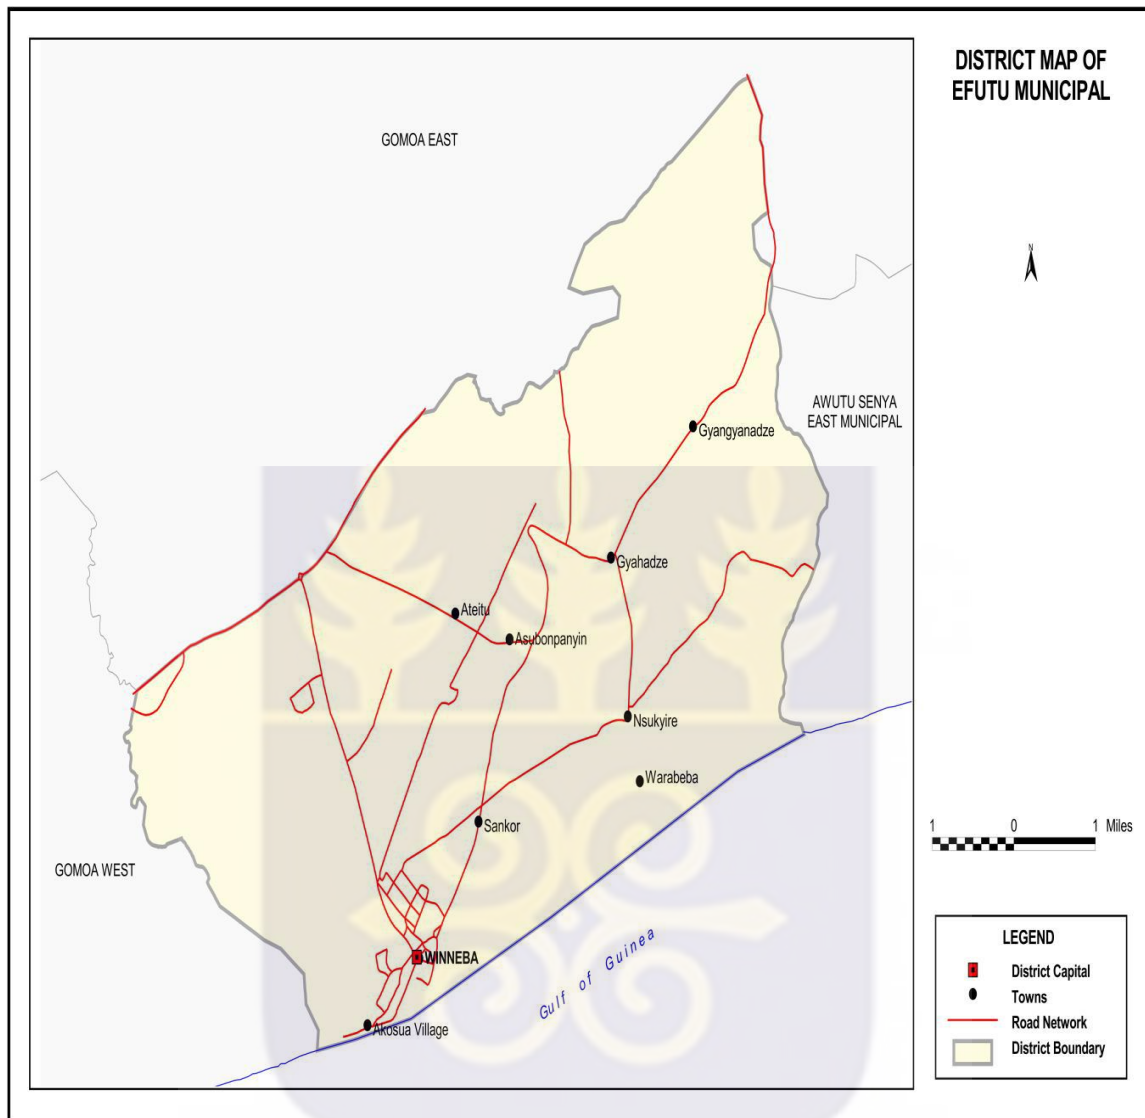 DISTRICT MAP OF
EFUTU MUNICIPAL
GOMOA EAST
N
AWUTU SENYA
EAST MUNICIPAL
Gyangyanadze
Gyahadze
Ateitu
Asubonpanyin
Nsukyire
Warabeba
Sankor
1 0 1 Miles
GOMOA WEST
WINNEBA
Gulf of Guinea
Akosua Village
LEGEND
District Capital
Towns
Road Network
District Boundary